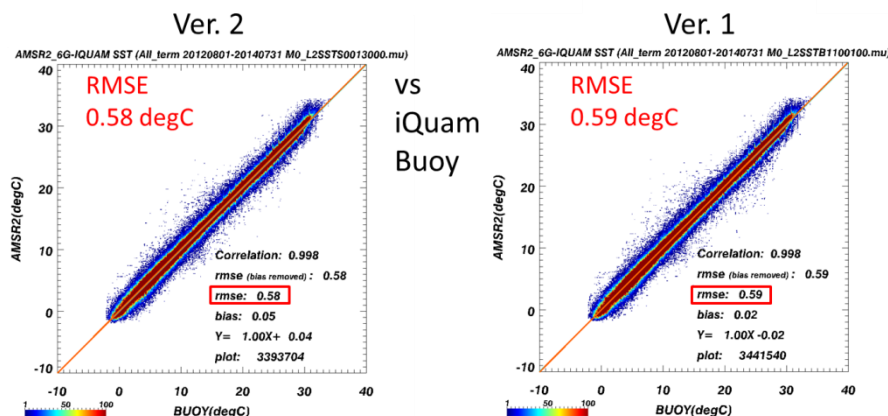 Ver. 2
AMSR2_6G-IQUAM SST (All_term 20120801-20140731 M0_L2SSTS0013000.mu)
RMSE
0.58 degC
40
30
20
10
0
-10
AMSR2(degC)
Correlation: 0.998
rmse (bias removed) : 0.58
rmse: 0.58
bias: 0.05
Y= 1.00X+ 0.04
plot: 3393704
-10 0 10 20 30 40
1 50 100
BUOY(degC)
vs
iQuam
Buoy
Ver. 1
AMSR2_6G-IQUAM SST (All_term 20120801-20140731 M0_L2SSTB1100100.mu)
RMSE
0.59 degC
40
30
20
10
0
-10
AMSR2(degC)
Correlation: 0.998
rmse (bias removed) : 0.59
rmse: 0.59
bias: 0.02
Y= 1.00X -0.02
plot: 3441540
-10 0 10 20 30 40
1 50 100
BUOY(degC)